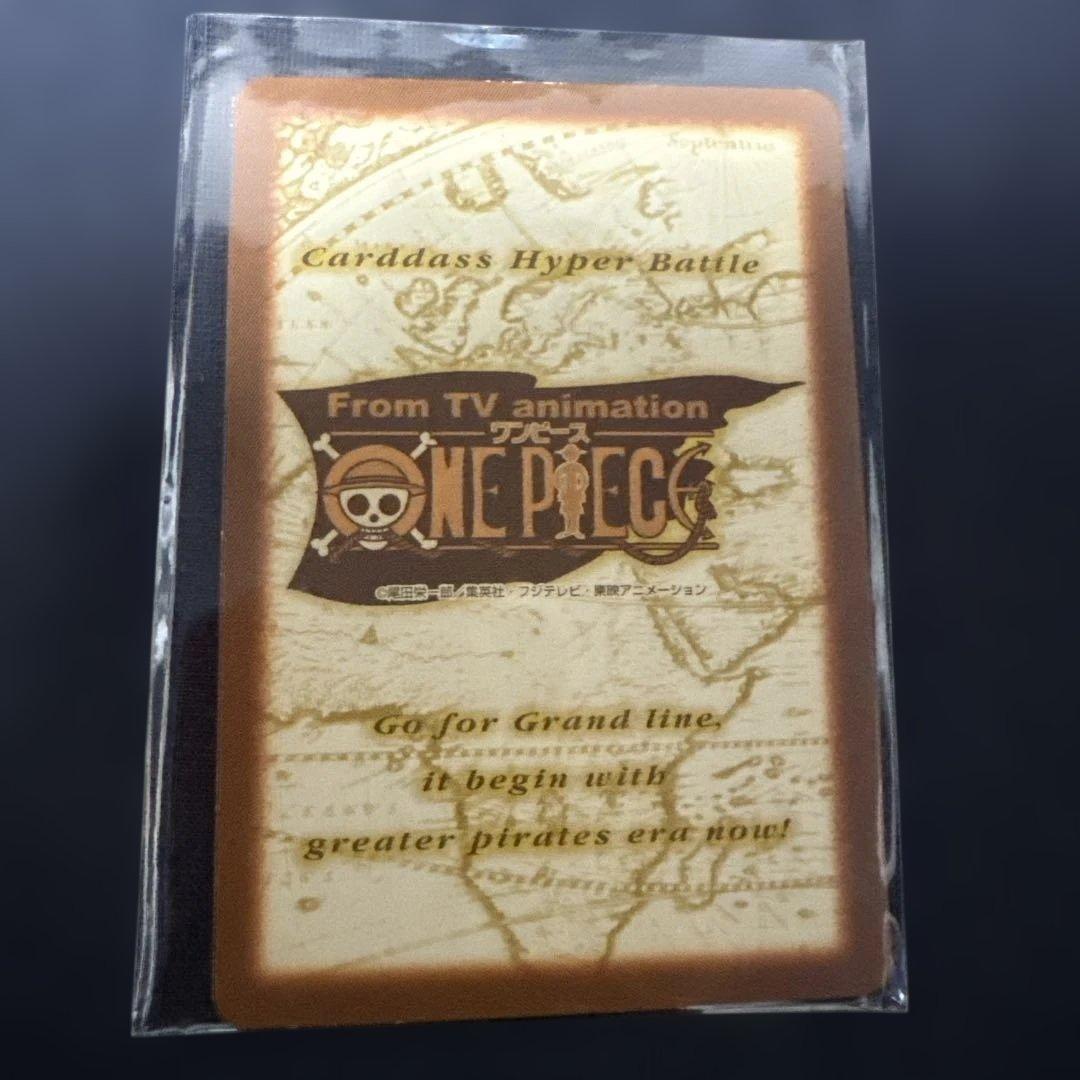 Septentrio
Carddass Hyper Battle
From TV animation
ワンピース
ONE PIECE
©尾田栄一郎／集英社・フジテレビ・東映アニメーション
Go for Grand line,
it begin with
greater pirates era now!